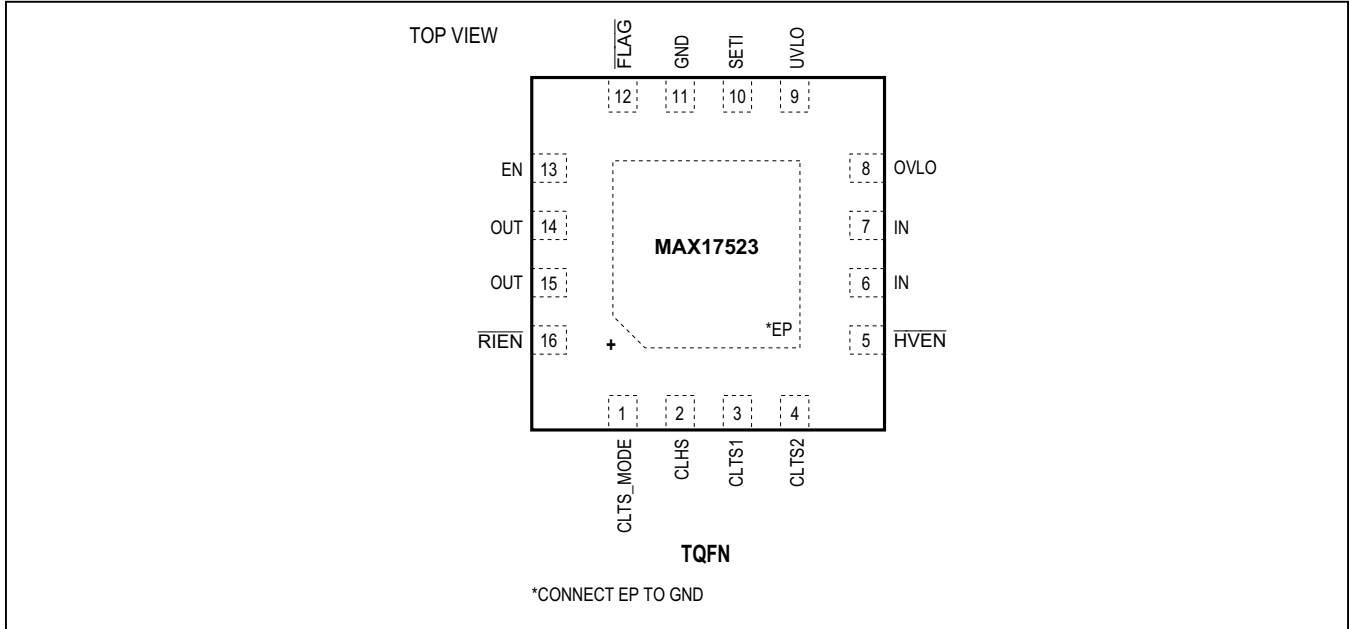 TOP VIEW
FLAG
GND
SETI
UVLO
12
11
10
9
EN 13
8 OVLO
OUT 14
7 IN
MAX17523
OUT 15
6 IN
*EP
RIEN 16
+
5 HVEN
1
2
3
4
CLTS_MODE
CLHS
CLTS1
CLTS2
TQFN
*CONNECT EP TO GND